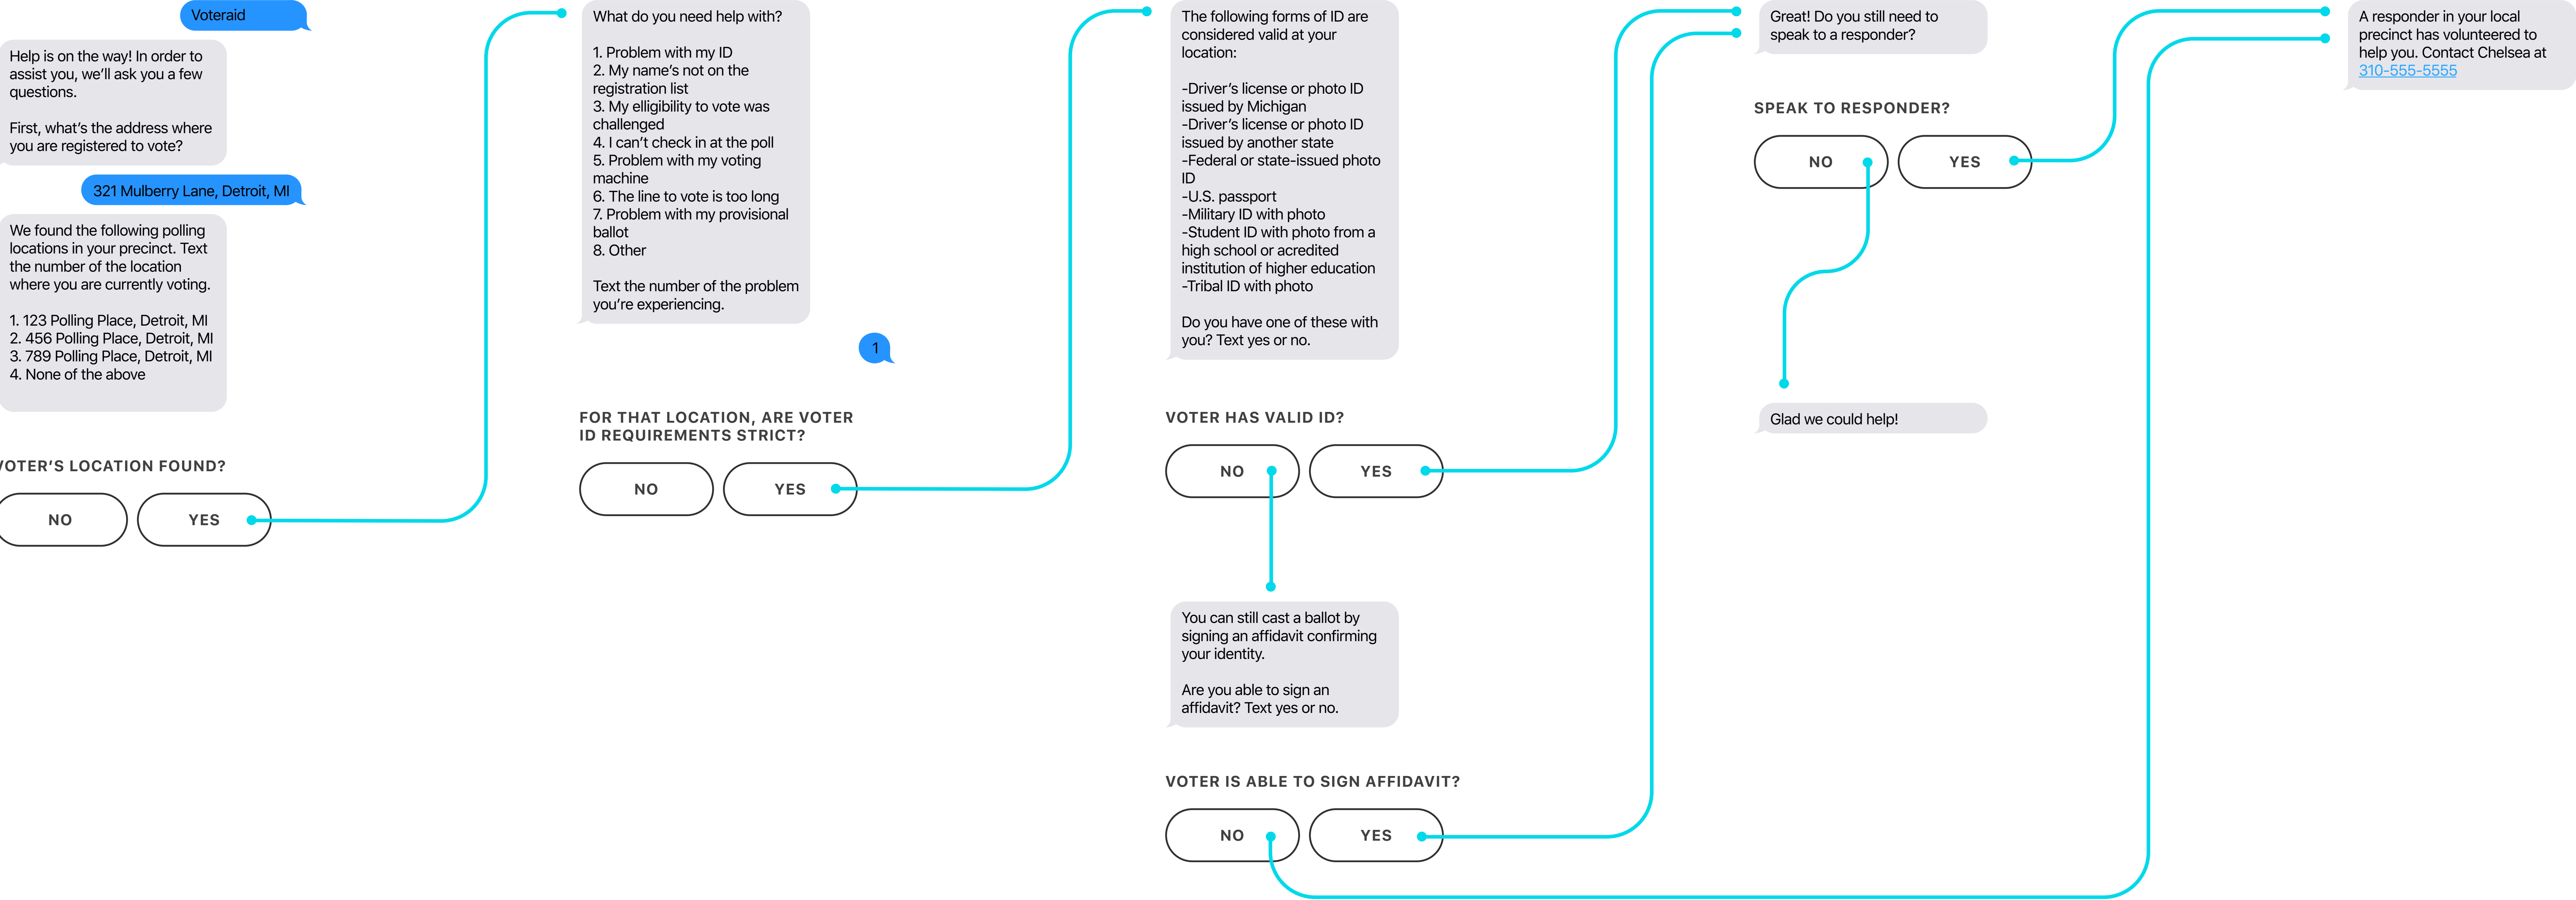 Voteraid
Help is on the way! In order to
assist you, we'll ask you a few
questions.
First, what's the address where
you are registered to vote?
321 Mulberry Lane, Detroit, MI
We found the following polling
locations in your precinct. Text
the number of the location
where you are currently voting.
1. 123 Polling Place, Detroit, MI
2. 456 Polling Place, Detroit, MI
3. 789 Polling Place, Detroit, MI
4. None of the above
VOTER'S LOCATION FOUND?
NO
YES
What do you need help with?
1. Problem with my ID
2. My name's not on the
registration list
3. My elligibility to vote was
challenged
4. I can't check in at the poll
5. Problem with my voting
machine
6. The line to vote is too long
7. Problem with my provisional
ballot
8. Other
Text the number of the problem
you're experiencing.
1
FOR THAT LOCATION, ARE VOTER
ID REQUIREMENTS STRICT?
NO
YES
The following forms of ID are
considered valid at your
location:
-Driver's license or photo ID
issued by Michigan
-Driver's license or photo ID
issued by another state
-Federal or state-issued photo
ID
-U.S. passport
-Military ID with photo
-Student ID with photo from a
high school or acredited
institution of higher education
-Tribal ID with photo
Do you have one of these with
you? Text yes or no.
VOTER HAS VALID ID?
NO
YES
You can still cast a ballot by
signing an affidavit confirming
your identity.
Are you able to sign an
affidavit? Text yes or no.
VOTER IS ABLE TO SIGN AFFIDAVIT?
NO
YES
Great! Do you still need to
speak to a responder?
SPEAK TO RESPONDER?
NO
YES
Glad we could help!
A responder in your local
precinct has volunteered to
help you. Contact Chelsea at
310-555-5555